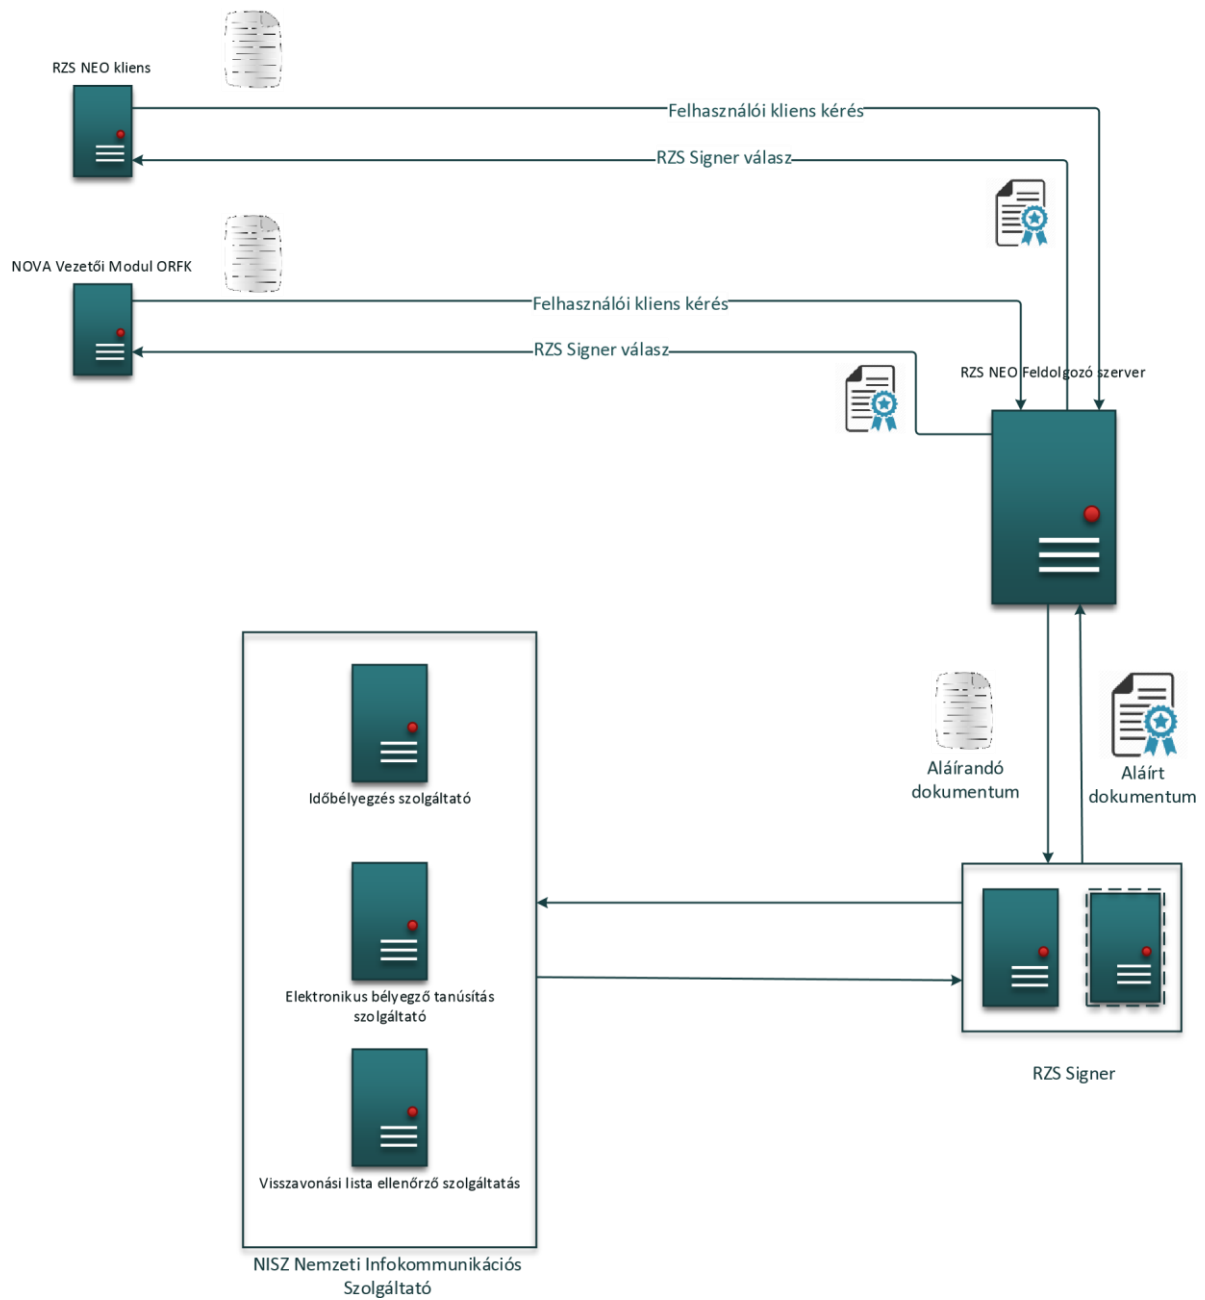 RZS NEO kliens
Felhasználói kliens kérés
RZS Signer válasz
NOVA Vezetői Modul ORFK
Felhasználói kliens kérés
RZS Signer válasz
RZS NEO Feldolgozó szerver
Aláírandó
dokumentum
Aláírt
dokumentum
Időbélyegzés szolgáltató
Elektronikus bélyegző tanúsítás
szolgáltató
Visszavonási lista ellenőrző szolgáltatás
RZS Signer
NISZ Nemzeti Infokommunikációs
Szolgáltató